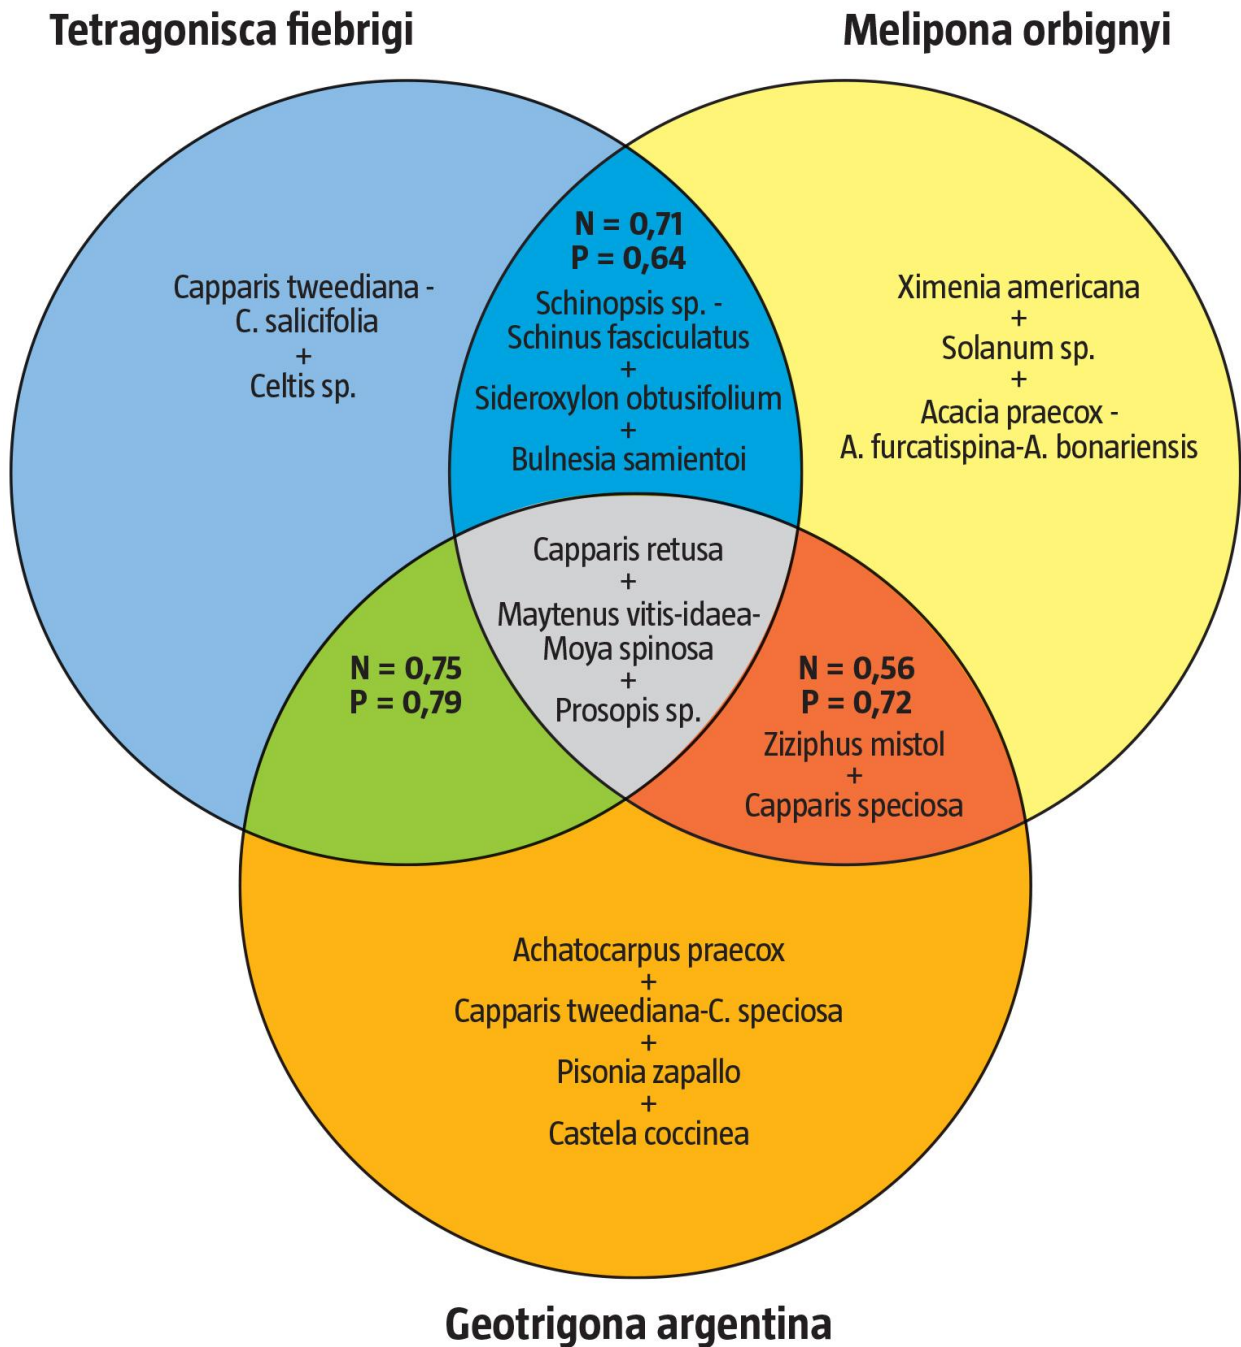 Tetragonisca fiebrigi
Melipona orbignyi
Capparis tweediana -
C. salicifolia
+
Celtis sp.
N = 0,71
P = 0,64
Schinopsis sp. -
Schinus fasciculatus
+
Sideroxylon obtusifolium
+
Bulnesia samientoi
Ximenia americana
+
Solanum sp.
+
Acacia praecox -
A. furcatispina-A. bonariensis
Capparis retusa
+
Maytenus vitis-idaea-
Moya spinosa
+
Prosopis sp.
N = 0,75
P = 0,79
N = 0,56
P = 0,72
Ziziphus mistol
+
Capparis speciosa
Achatocarpus praecox
+
Capparis tweediana-C. speciosa
+
Pisonia zapallo
+
Castela coccinea
Geotrigona argentina